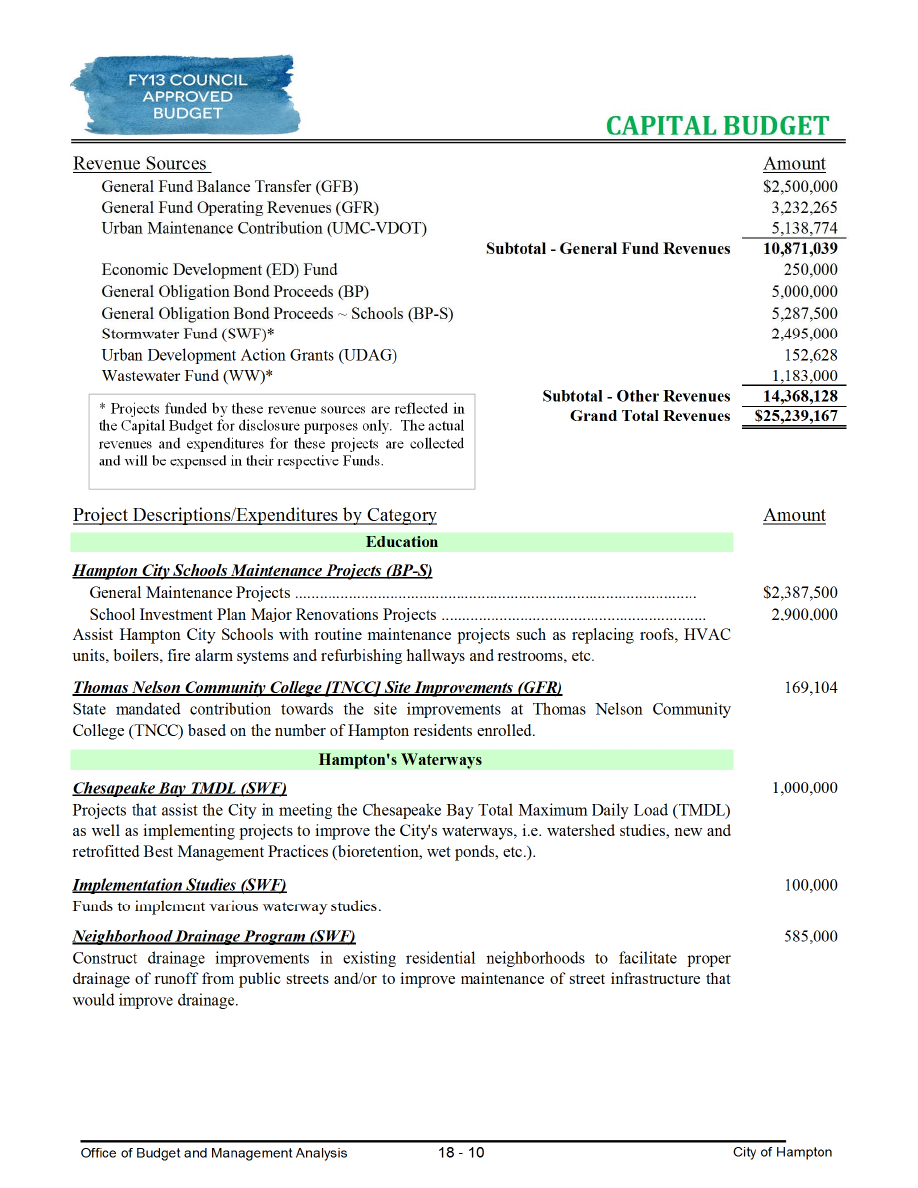 FY13 COUNCIL
APPROVED
BUDGET
CAPITAL BUDGET
Revenue Sources Amount
General Fund Balance Transfer (GFB) $2,500,000
General Fund Operating Revenues (GFR) 3,232,265
Urban Maintenance Contribution (UMC-VDOT) 5,138,774
Subtotal - General Fund Revenues 10,871,039
Economic Development (ED) Fund 250,000
General Obligation Bond Proceeds (BP) 5,000,000
General Obligation Bond Proceeds ~ Schools (BP-S) 5,287,500
Stormwater Fund (SWF)* 2,495,000
Urban Development Action Grants (UDAG) 152,628
Wastewater Fund (WW)* 1,183,000
Subtotal - Other Revenues 14,368,128
Grand Total Revenues $25,239,167
* Projects funded by these revenue sources are reflected in
the Capital Budget for disclosure purposes only. The actual
revenues and expenditures for these projects are collected
and will be expensed in their respective Funds.
Project Descriptions/Expenditures by Category Amount
Education
Hampton City Schools Maintenance Projects (BP-S)
General Maintenance Projects ................................................................................................. $2,387,500
School Investment Plan Major Renovations Projects ................................................................ 2,900,000
Assist Hampton City Schools with routine maintenance projects such as replacing roofs, HVAC
units, boilers, fire alarm systems and refurbishing hallways and restrooms, etc.
Thomas Nelson Community College [TNCC] Site Improvements (GFR) 169,104
State mandated contribution towards the site improvements at Thomas Nelson Community
College (TNCC) based on the number of Hampton residents enrolled.
Hampton's Waterways
Chesapeake Bay TMDL (SWF) 1,000,000
Projects that assist the City in meeting the Chesapeake Bay Total Maximum Daily Load (TMDL)
as well as implementing projects to improve the City's waterways, i.e. watershed studies, new and
retrofitted Best Management Practices (bioretention, wet ponds, etc.).
Implementation Studies (SWF) 100,000
Funds to implement various waterway studies.
Neighborhood Drainage Program (SWF) 585,000
Construct drainage improvements in existing residential neighborhoods to facilitate proper
drainage of runoff from public streets and/or to improve maintenance of street infrastructure that
would improve drainage.
Office of Budget and Management Analysis 18 - 10 City of Hampton